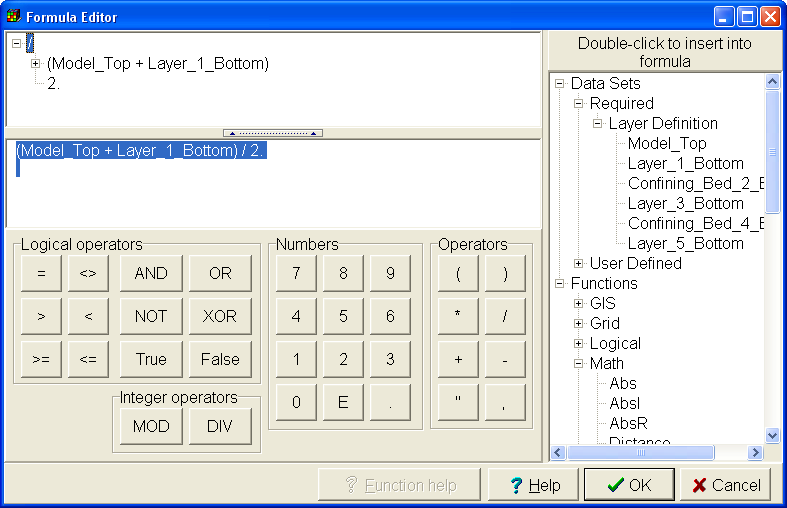 Formula Editor
/
(Model_Top + Layer_1_Bottom)
2.
(Model_Top + Layer_1_Bottom) / 2.
Logical operators
= <> AND OR
> < NOT XOR
>= <= True False
Integer operators
MOD DIV
Numbers
7 8 9
4 5 6
1 2 3
0 E .
Operators
( )
* /
+ -
" ,
Double-click to insert into
formula
Data Sets
Required
Layer Definition
Model_Top
Layer_1_Bottom
Confining_Bed_2_B
Layer_3_Bottom
Confining_Bed_4_B
Layer_5_Bottom
User Defined
Functions
GIS
Grid
Logical
Math
Abs
AbsI
AbsR
Distance
? Function help
? Help
OK
Cancel